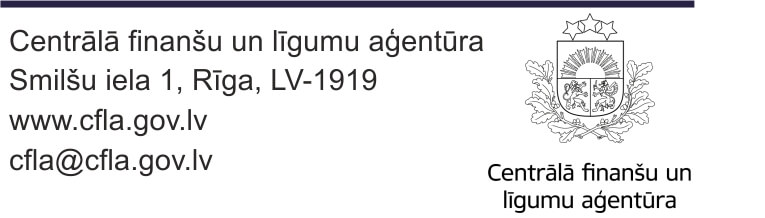 Centrālā finanšu un līgumu aģentūra
Smilšu iela 1, Rīga, LV-1919
www.cfla.gov.lv
cfla@cfla.gov.lv
Centrālā finanšu un
līgumu aģentūra